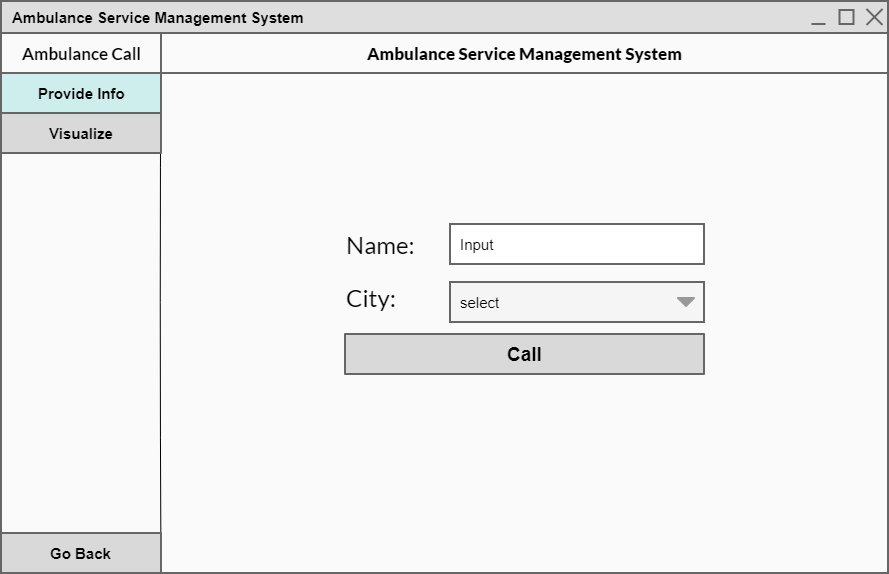 Ambulance Service Management System
Ambulance Call
Ambulance Service Management System
Provide Info
Visualize
Name:
Input
City:
select
Call
Go Back